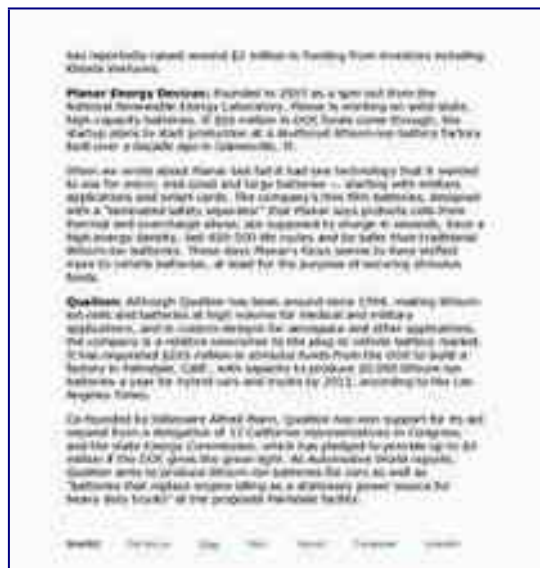 has reportedly raised around $2 million in funding from investors including
Khosla Ventures.
Planar Energy Devices: Founded in 2007 as a spin out from the
National Renewable Energy Laboratory, Planar is working on solid state,
high capacity batteries. If million in DOE funds come through, the
startup plans to start production at a shuttered lithium-ion battery factory
built over a decade ago in Gainesville, Fl.
When we wrote about Planar last fall it had one technology that it wanted
to use for micro, mid-sized and large batteries — starting with military
applications and smart cards. The company's thin film batteries, designed
with a "laminated safety separator" that Planar says protects cells from
thermal and overcharge abuse, are supposed to charge in seconds, have a
high energy density, last life cycles and be safer than traditional
lithium-ion batteries. These days Planar's focus seems to have shifted
more to vehicle batteries, at least for the purpose of securing stimulus
funds.
Quallion: Although Quallion has been around since 1998, making lithium-
ion cells and batteries at high volume for medical and military
applications, and in custom designs for aerospace and other applications,
the company is a relative newcomer to the plug-in vehicle battery market.
It has requested million in stimulus funds from the DOE to build a
factory in Palmdale, Calif., with capacity to produce lithium-ion
batteries a year for hybrid cars and trucks by 2012, according to the Los
Angeles Times.
Co-founded by billionaire Alfred Mann, Quallion has won support for its
request from a delegation of 12 California representatives in Congress,
and the state Energy Commission, which has pledged to provide up to
million if the DOE gives the green light. As Automotive World reports,
Quallion aims to produce lithium-ion batteries for cars as well as
"batteries that replace engine idling as a stationary power source for
heavy duty trucks" at the proposed Palmdale facility.